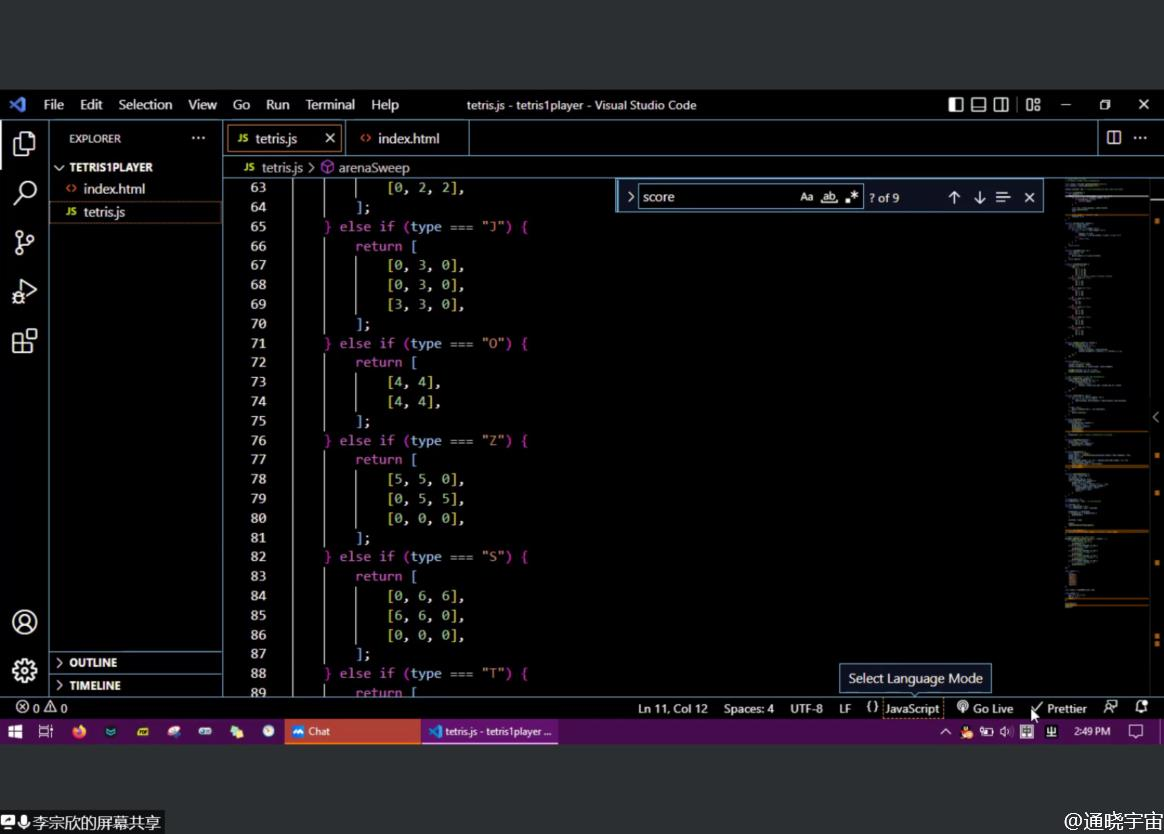 File Edit Selection View Go Run Terminal Help tetris.js - tetris1player - Visual Studio Code
EXPLORER ···
JS tetris.js × <> index.html
TETRIS1PLAYER
<> index.html
JS tetris.js
JS tetris.js > arenaSweep
score Aa ab .* ? of 9
63 [0, 2, 2],
64 ];
65 } else if (type === "J") {
66 return [
67 [0, 3, 0],
68 [0, 3, 0],
69 [3, 3, 0],
70 ];
71 } else if (type === "O") {
72 return [
73 [4, 4],
74 [4, 4],
75 ];
76 } else if (type === "Z") {
77 return [
78 [5, 5, 0],
79 [0, 5, 5],
80 [0, 0, 0],
81 ];
82 } else if (type === "S") {
83 return [
84 [0, 6, 6],
85 [6, 6, 0],
86 [0, 0, 0],
87 ];
88 } else if (type === "T") {
89 return [
OUTLINE
TIMELINE
Select Language Mode
0 0 Ln 11, Col 12 Spaces: 4 UTF-8 LF {} JavaScript Go Live Prettier
Chat tetris.js - tetris1player ... 中 2:49 PM
李宗欣的屏幕共享
@通晓宇宙